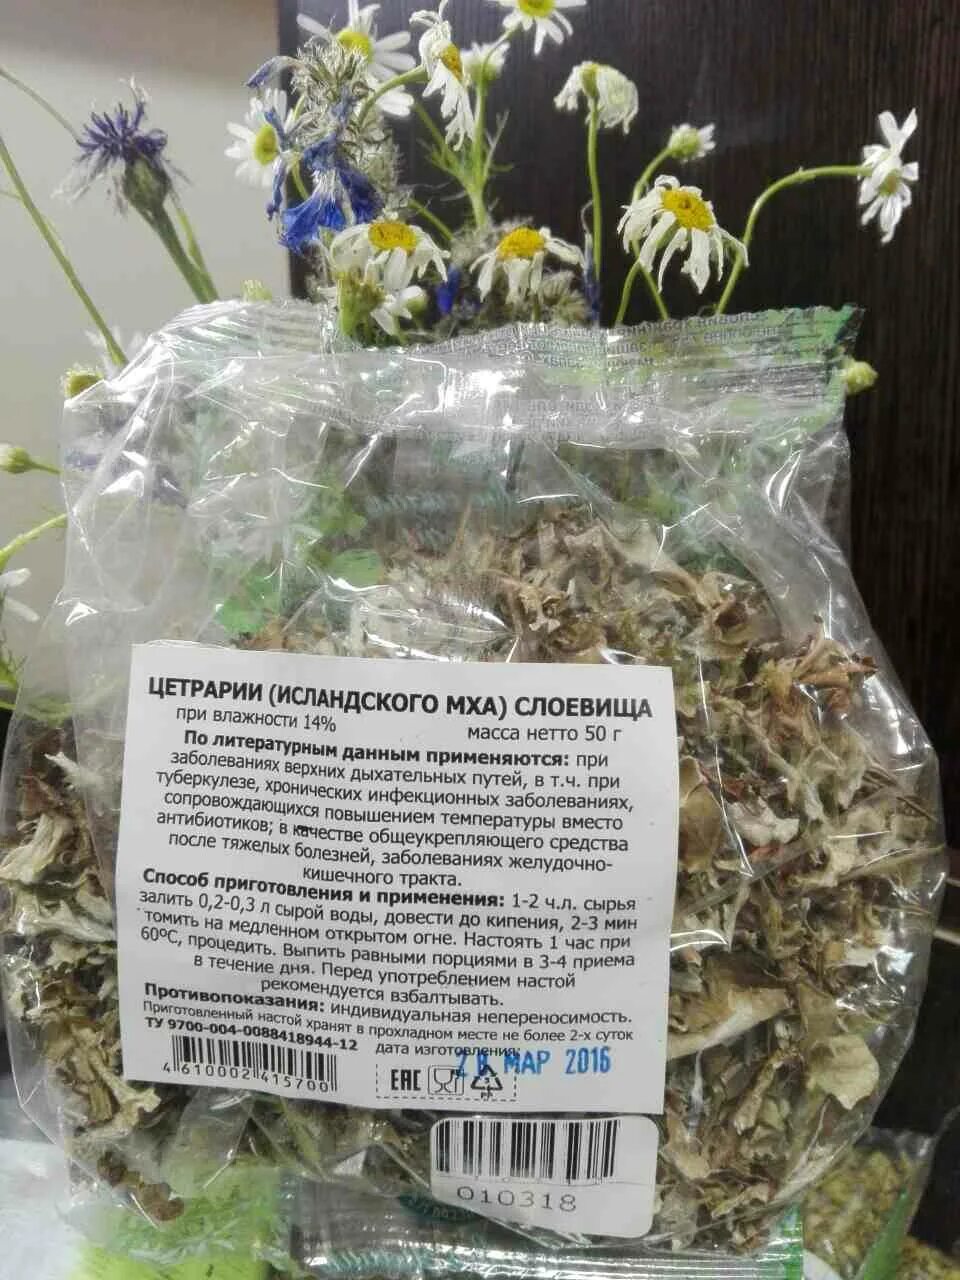 ЦЕТРАРИИ (ИСЛАНДСКОГО МХА) СЛОЕВИЩА
при влажности 14% масса нетто 50 г
По литературным данным применяются: при
заболеваниях верхних дыхательных путей, в т.ч. при
туберкулезе, хронических инфекционных заболеваниях,
сопровождающихся повышением температуры вместо
антибиотиков; в качестве общеукрепляющего средства
после тяжелых болезней, заболеваниях желудочно-
кишечного тракта.
Способ приготовления и применения: 1-2 ч.л. сырья
залить 0,2-0,3 л сырой воды, довести до кипения, 2-3 мин
томить на медленном открытом огне. Настоять 1 час при
60ºС, процедить. Выпить равными порциями в 3-4 приема
в течение дня. Перед употреблением настой
рекомендуется взбалтывать.
Противопоказания: индивидуальная непереносимость.
Приготовленный настой хранят в прохладном месте не более 2-х суток
ТУ 9700-004-0088418944-12
дата изготовления:
МАР 2016
4610002415700
ЕАС
010318